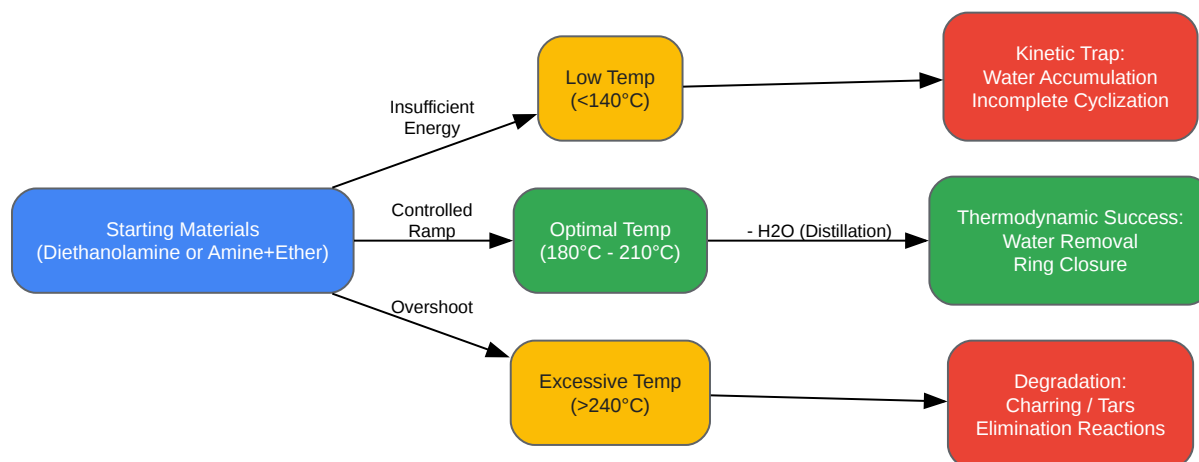 Insufficient
Energy
Low Temp
(<140°C)
Kinetic Trap:
Water Accumulation
Incomplete Cyclization
Starting Materials
(Diethanolamine or Amine+Ether)
Controlled
Ramp
Optimal Temp
(180°C - 210°C)
- H2O (Distillation)
Thermodynamic Success:
Water Removal
Ring Closure
Overshoot
Excessive Temp
(>240°C)
Degradation:
Charring / Tars
Elimination Reactions